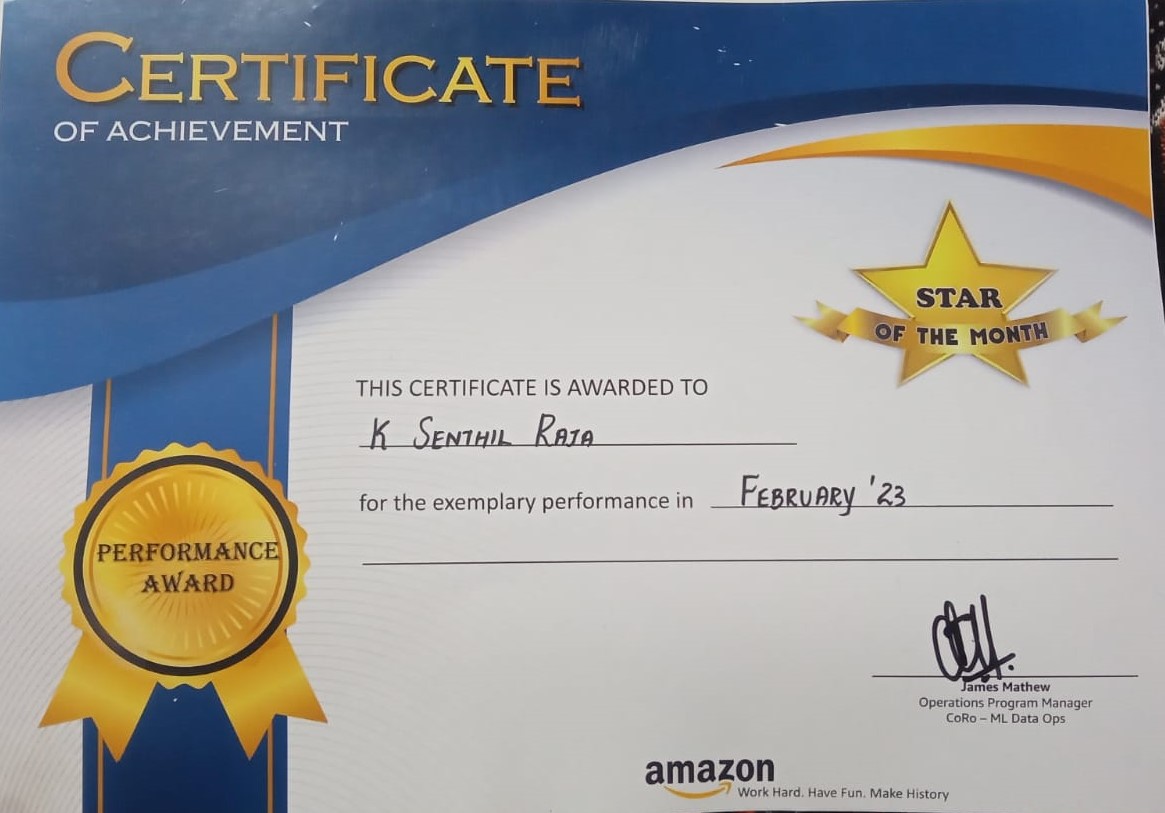 CERTIFICATE
OF ACHIEVEMENT
STAR
OF THE MONTH
THIS CERTIFICATE IS AWARDED TO
K SENTHIL RAJA
for the exemplary performance in FEBRUARY '23
PERFORMANCE
AWARD
James Mathew
Operations Program Manager
CoRo – ML Data Ops
amazon
Work Hard. Have Fun. Make History